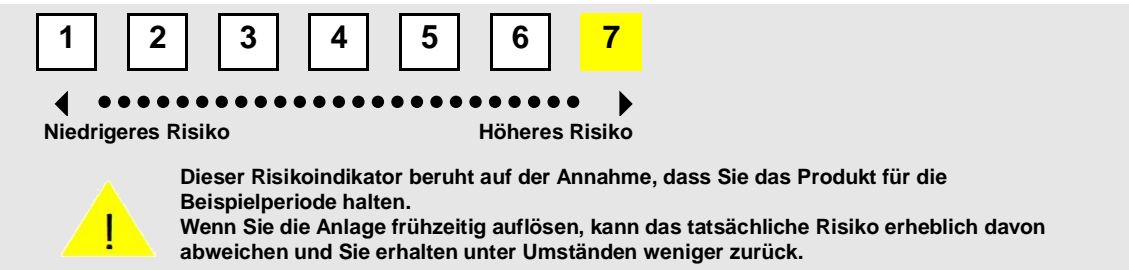 1 2 3 4 5 6 7
Niedrigeres Risiko Höheres Risiko
Dieser Risikoindikator beruht auf der Annahme, dass Sie das Produkt für die
Beispielperiode halten.
Wenn Sie die Anlage frühzeitig auflösen, kann das tatsächliche Risiko erheblich davon
abweichen und Sie erhalten unter Umständen weniger zurück.
!